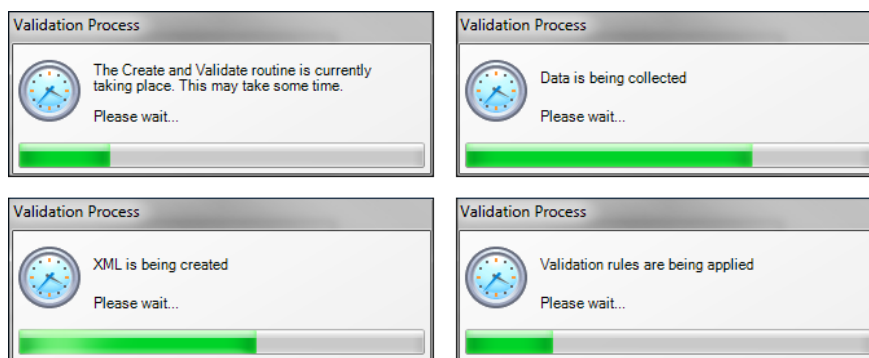 Validation Process
The Create and Validate routine is currently
taking place. This may take some time.
Please wait...
Validation Process
Data is being collected
Please wait...
Validation Process
XML is being created
Please wait...
Validation Process
Validation rules are being applied
Please wait...